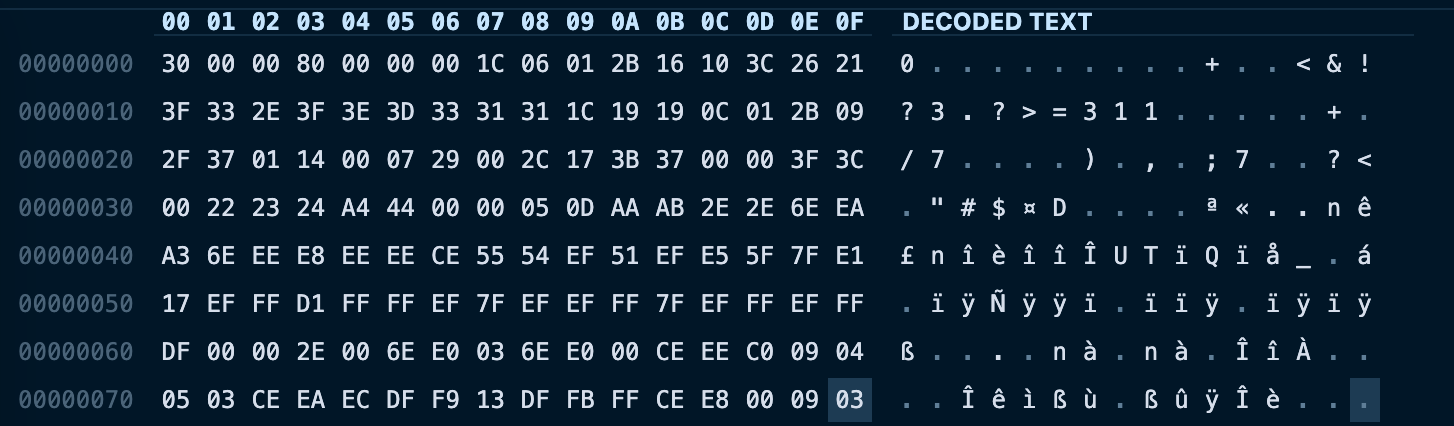 00 01 02 03 04 05 06 07 08 09 0A 0B 0C 0D 0E 0F DECODED TEXT
00000000 30 00 00 80 00 00 00 1C 06 01 2B 16 10 3C 26 21 0 . . . . . . . . . + . . < & !
00000010 3F 33 2E 3F 3E 3D 33 31 31 1C 19 19 0C 01 2B 09 ? 3 . ? > = 3 1 1 . . . . . + .
00000020 2F 37 01 14 00 07 29 00 2C 17 3B 37 00 00 3F 3C / 7 . . . . ) . , . ; 7 . . ? <
00000030 00 22 23 24 A4 44 00 00 05 0D AA AB 2E 2E 6E EA . " # $ ¤ D . . . . ª « . . n ê
00000040 A3 6E EE E8 EE EE CE 55 54 EF 51 EF E5 5F 7F E1 £ n î è î î Î U T ï Q ï å _ . á
00000050 17 EF FF D1 FF FF EF 7F EF EF FF 7F EF FF EF FF . ï ÿ Ñ ÿ ÿ ï . ï ï ÿ . ï ÿ ï ÿ
00000060 DF 00 00 2E 00 6E E0 03 6E E0 00 CE EE C0 09 04 ß . . . . n à . n à . Î î À . .
00000070 05 03 CE EA EC DF F9 13 DF FB FF CE E8 00 09 03 . . Î ê ì ß ù . ß û ÿ Î è . . .